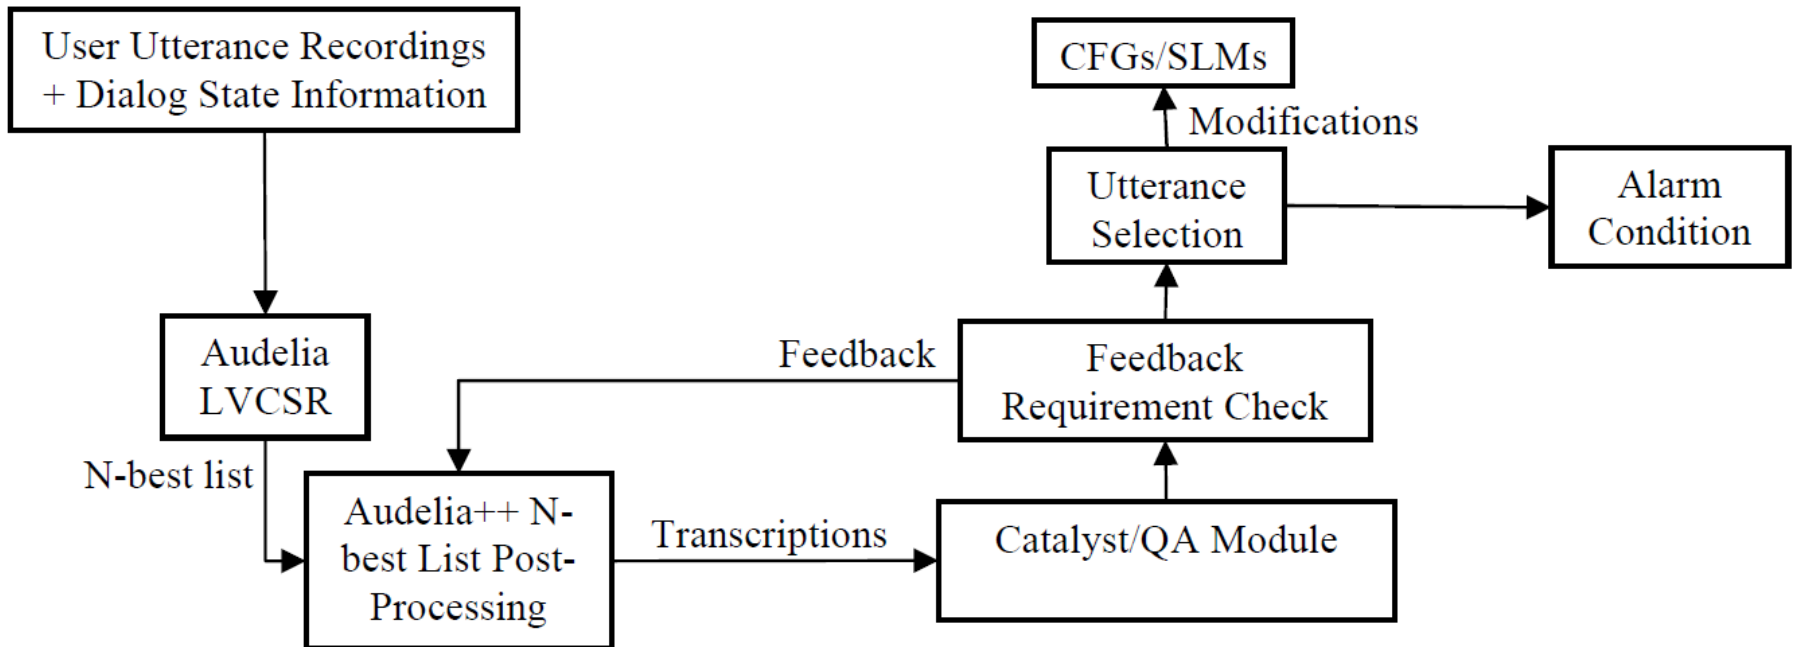 User Utterance Recordings
+ Dialog State Information
CFGs/SLMs
Modifications
Utterance
Selection
Alarm
Condition
Audelia
LVCSR
Feedback
Feedback
Requirement Check
N-best list
Audelia++ N-
best List Post-
Processing
Transcriptions
Catalyst/QA Module